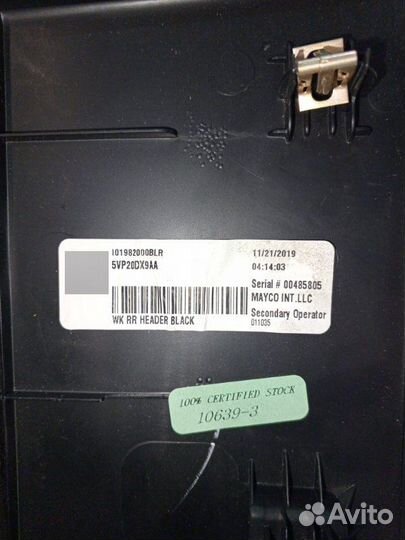 I01982000BLR
5VP20DX9AA
WK RR HEADER BLACK
11/21/2019
04:14:03
Serial # 00485805
MAYCO INT.LLC
Secondary Operator
011035
100% CERTIFIED STOCK
10639-3
Avito